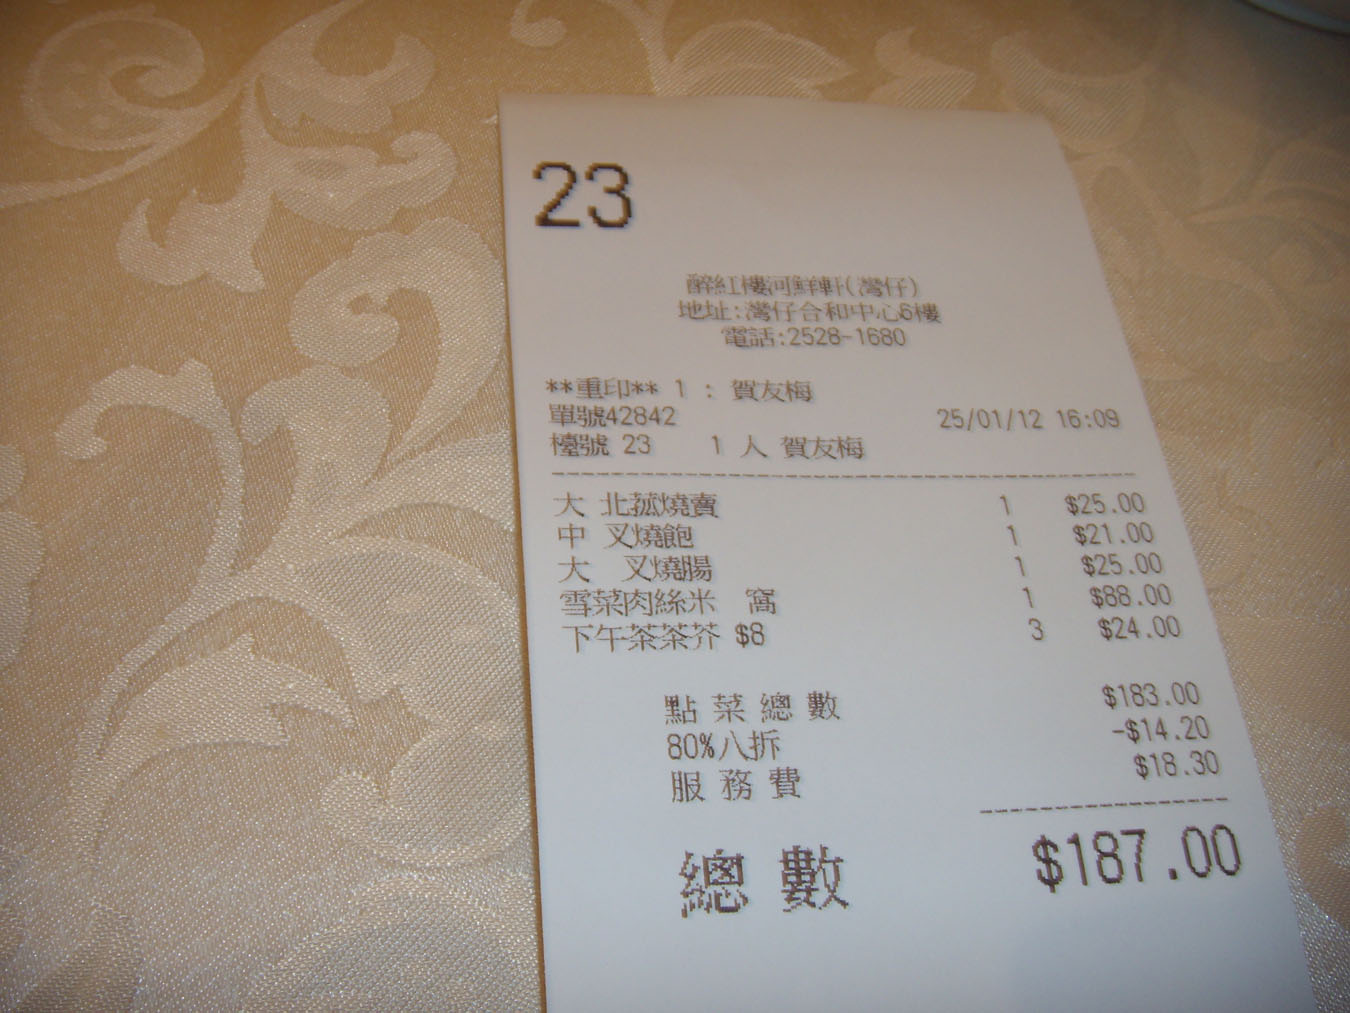 23
醉紅樓河鮮軒(灣仔)
地址:灣仔合和中心6樓
電話:2528-1680
**重印** 1 : 賀友梅
單號42842 25/01/12 16:09
檯號 23 1 人 賀友梅
大 北菰燒賣 1 $25.00
中 叉燒飽 1 $21.00
大 叉燒腸 1 $25.00
雪菜肉絲米 窩 1 $88.00
下午茶茶芥 $8 3 $24.00
點菜總數 $183.00
80%八折 -$14.20
服務費 $18.30
總數 $187.00